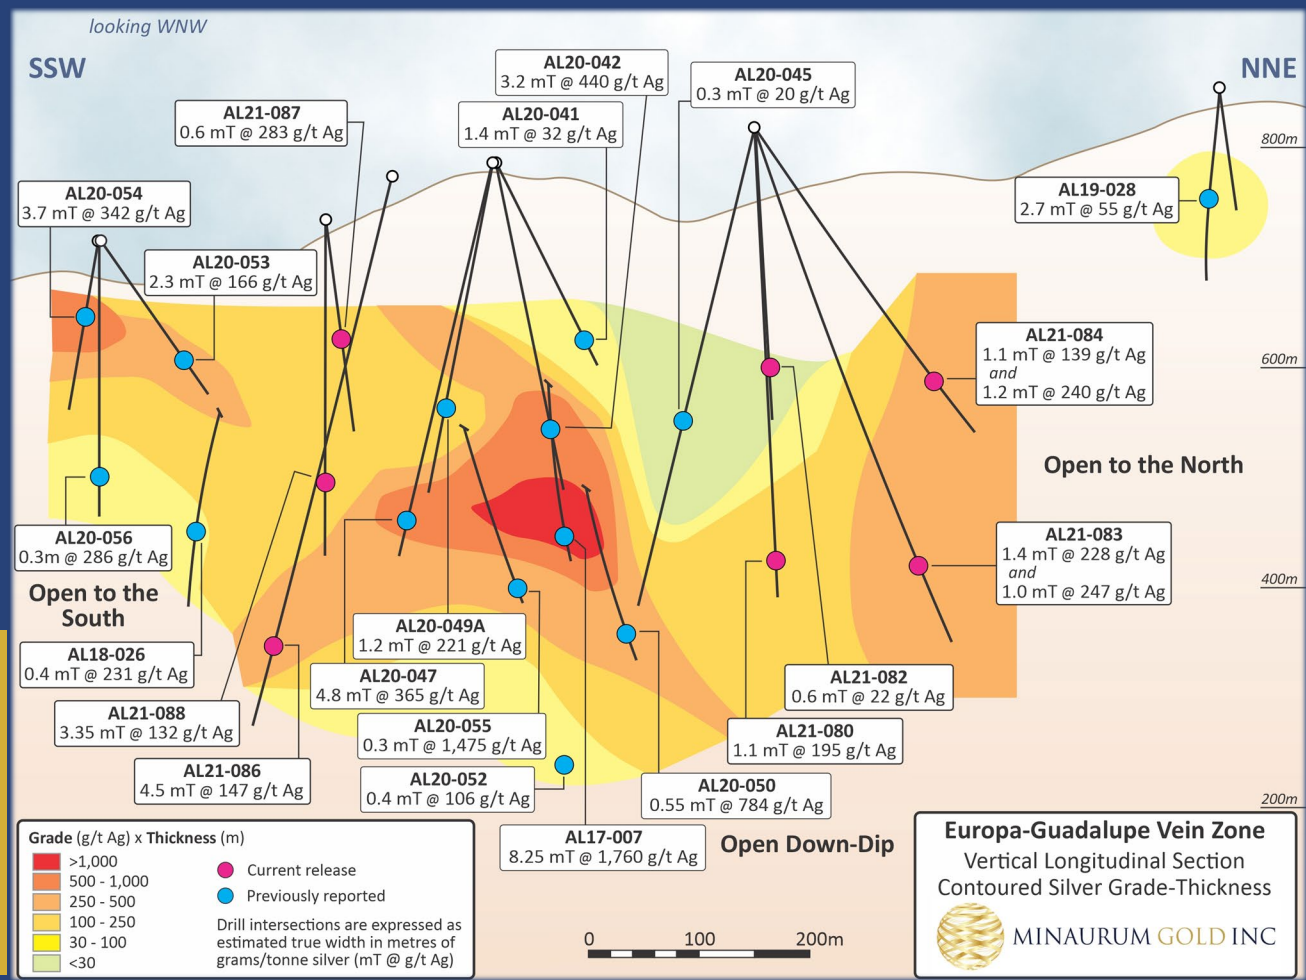 looking WNW
SSW
NNE
AL20-042
3.2 mT @ 440 g/t Ag
AL20-045
0.3 mT @ 20 g/t Ag
AL21-087
0.6 mT @ 283 g/t Ag
AL20-041
1.4 mT @ 32 g/t Ag
800m
AL20-054
3.7 mT @ 342 g/t Ag
AL19-028
2.7 mT @ 55 g/t Ag
AL20-053
2.3 mT @ 166 g/t Ag
AL21-084
1.1 mT @ 139 g/t Ag
and
1.2 mT @ 240 g/t Ag
600m
Open to the North
AL20-056
0.3m @ 286 g/t Ag
AL21-083
1.4 mT @ 228 g/t Ag
and
1.0 mT @ 247 g/t Ag
400m
Open to the
South
AL20-049A
1.2 mT @ 221 g/t Ag
AL18-026
0.4 mT @ 231 g/t Ag
AL20-047
4.8 mT @ 365 g/t Ag
AL21-082
0.6 mT @ 22 g/t Ag
AL21-088
3.35 mT @ 132 g/t Ag
AL20-055
0.3 mT @ 1,475 g/t Ag
AL21-080
1.1 mT @ 195 g/t Ag
AL21-086
4.5 mT @ 147 g/t Ag
AL20-052
0.4 mT @ 106 g/t Ag
AL20-050
0.55 mT @ 784 g/t Ag
200m
AL17-007
8.25 mT @ 1,760 g/t Ag
Open Down-Dip
Grade (g/t Ag) x Thickness (m)
>1,000
500 - 1,000
250 - 500
100 - 250
30 - 100
<30
Current release
Previously reported
Drill intersections are expressed as
estimated true width in metres of
grams/tonne silver (mT @ g/t Ag)
0 100 200m
Europa-Guadalupe Vein Zone
Vertical Longitudinal Section
Contoured Silver Grade-Thickness
MINAURUM GOLD INC